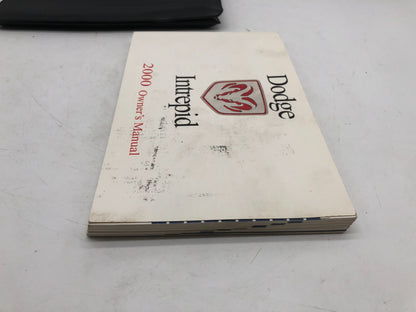 Dodge
Intrepid
2000 Owner's Manual